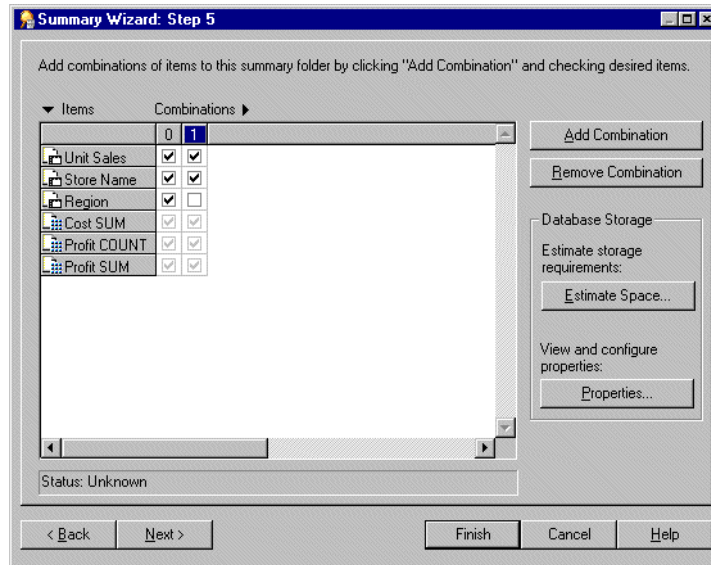 Summary Wizard: Step 5
Add combinations of items to this summary folder by clicking "Add Combination" and checking desired items.
Items Combinations
0 1
Unit Sales
Store Name
Region
Cost SUM
Profit COUNT
Profit SUM
Add Combination
Remove Combination
Database Storage
Estimate storage
requirements:
Estimate Space...
View and configure
properties:
Properties...
Status: Unknown
< Back Next > Finish Cancel Help